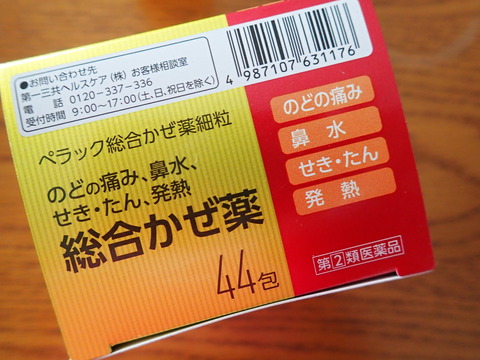 ●お問い合わせ先
第一三共ヘルスケア(株) お客様相談室
電　　話　0120-337-336
受付時間　9:00〜17:00(土、日、祝日を除く)
4 987107 631176
ペラック総合かぜ薬細粒
のどの痛み、鼻水、
せき・たん、発熱
総合かぜ薬
44包
のどの痛み
鼻水
せき・たん
発熱
第②類医薬品